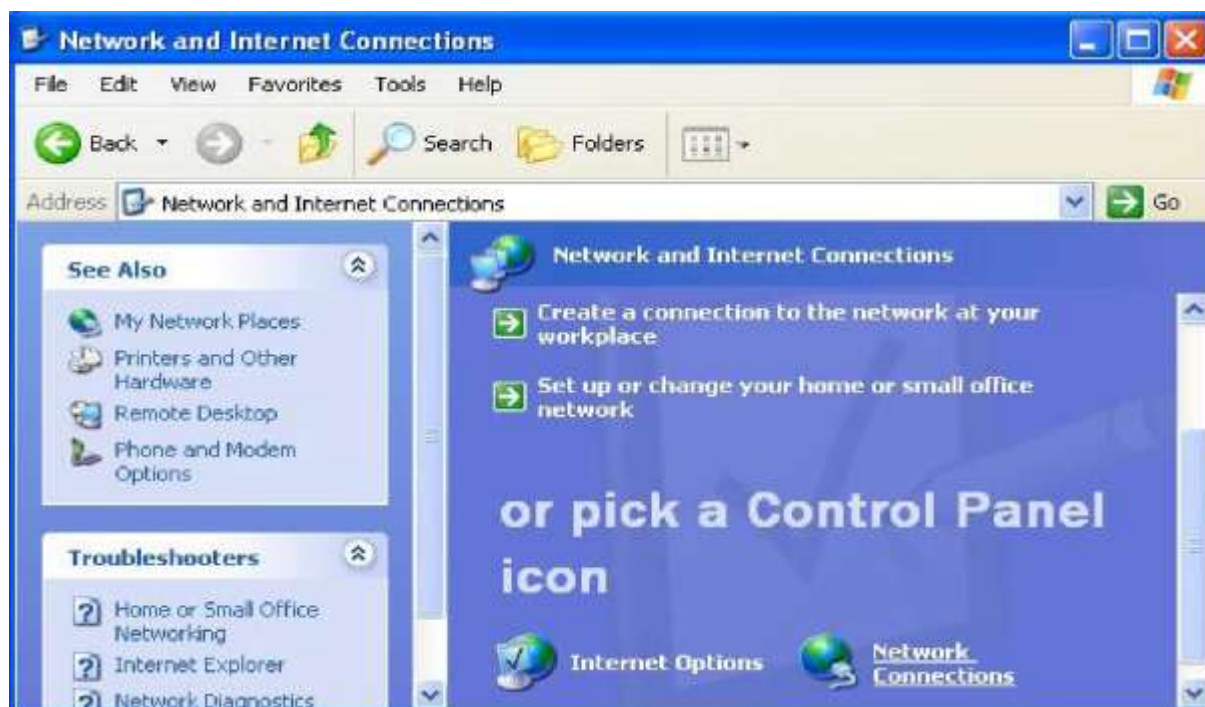 Network and Internet Connections
File Edit View Favorites Tools Help
Back Search Folders
Address Network and Internet Connections Go
See Also
My Network Places
Printers and Other
Hardware
Remote Desktop
Phone and Modem
Options
Troubleshooters
Home or Small Office
Networking
Internet Explorer
Network Diagnostics
Network and Internet Connections
Create a connection to the network at your
workplace
Set up or change your home or small office
network
or pick a Control Panel
icon
Internet Options
Network
Connections